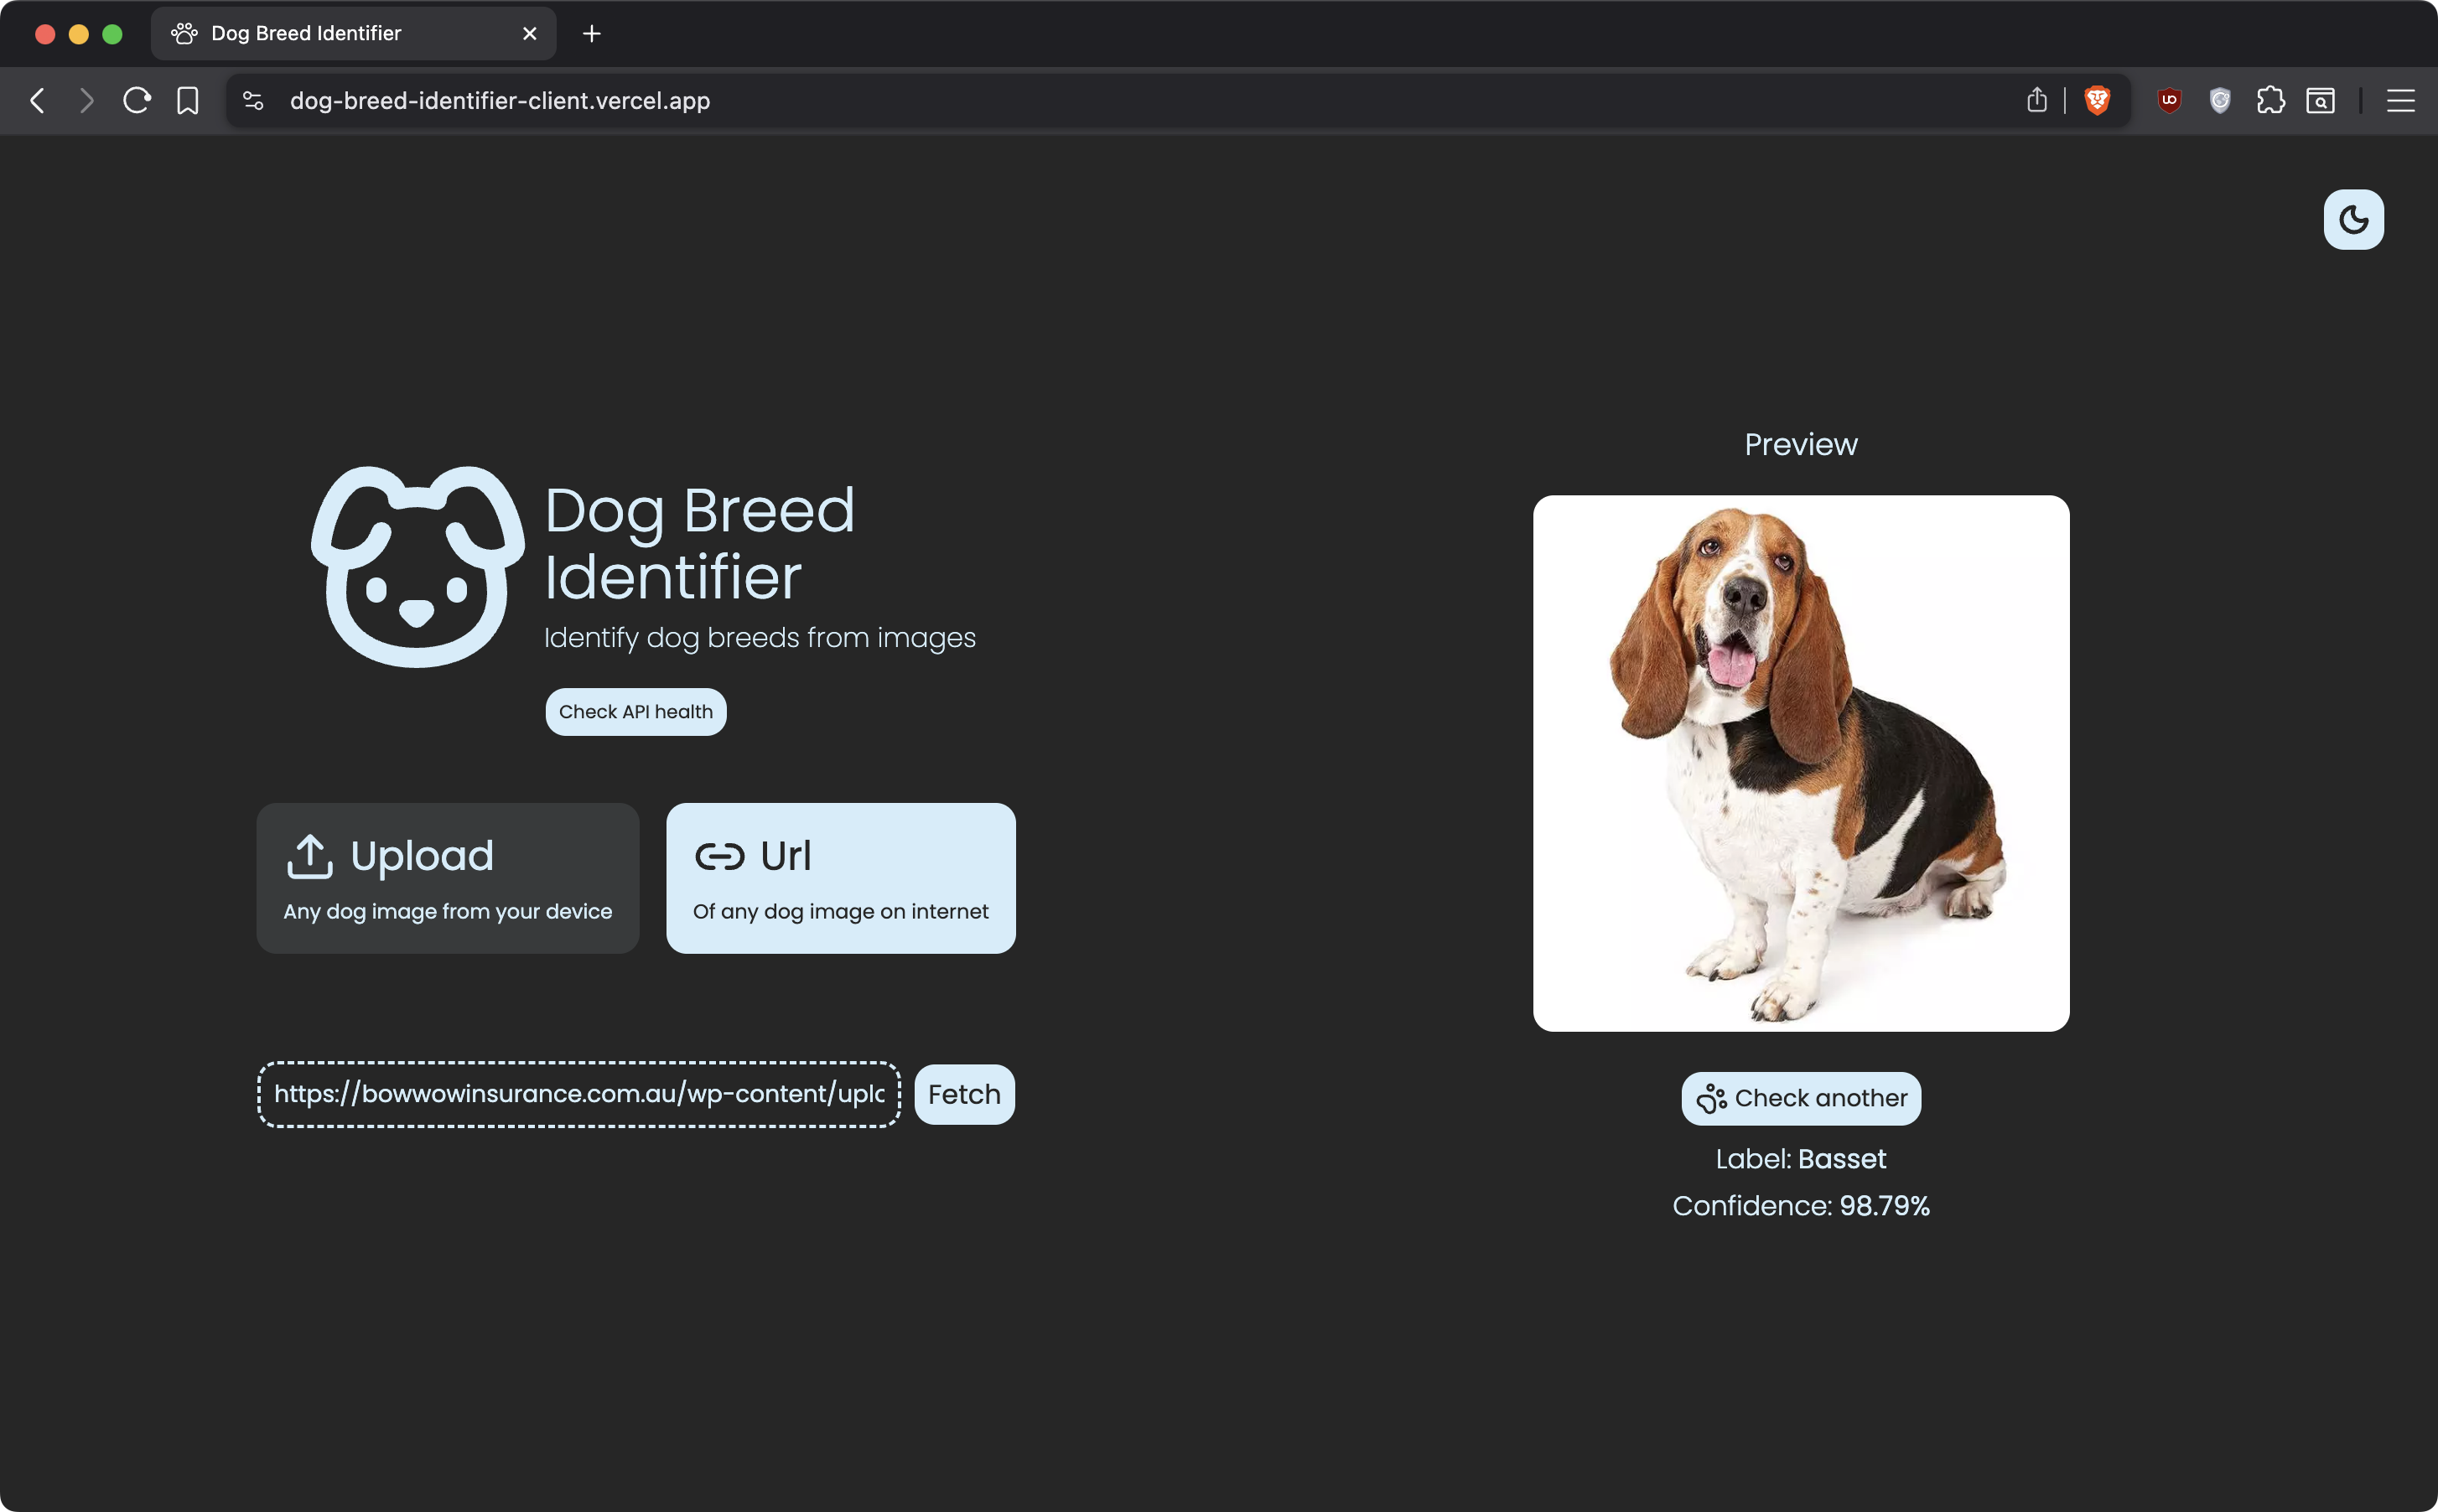 Dog Breed Identifier
dog-breed-identifier-client.vercel.app
Dog Breed
Identifier
Identify dog breeds from images
Check API health
Upload
Any dog image from your device
Url
Of any dog image on internet
https://bowwowinsurance.com.au/wp-content/uplo
Fetch
Preview
Check another
Label: Basset
Confidence: 98.79%